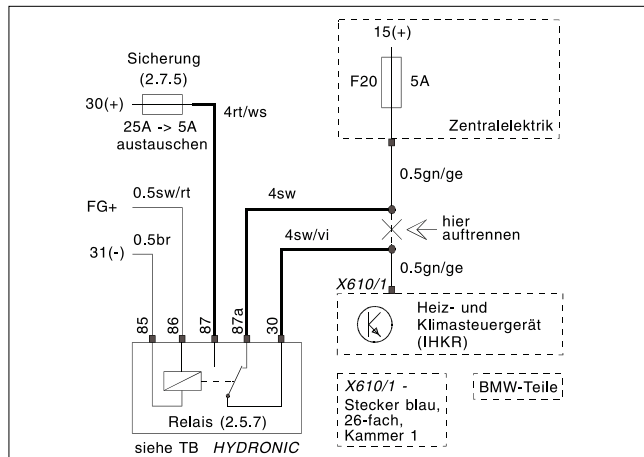 15(+)
Sicherung
(2.7.5)
F20
5A
30(+)
4rt/ws
25A -> 5A
austauschen
Zentralelektrik
0.5gn/ge
0.5sw/rt
FG+
4sw
hier
auftrennen
0.5br
4sw/vi
31(-)
0.5gn/ge
X610/1
85
86
87
87a
30
Heiz- und
Klimasteuergerät
(IHKR)
X610/1 -
Stecker blau,
26-fach,
Kammer 1
BMW-Teile
Relais (2.5.7)
siehe TB HYDRONIC